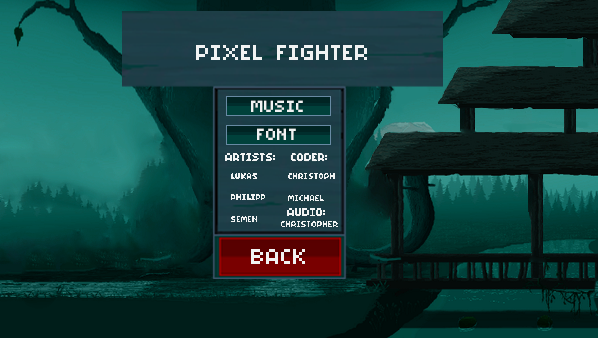 PIXEL FIGHTER
MUSIC
FONT
ARTISTS: CODER:
LUKAS CHRISTOPH
PHILIPP MICHAEL
AUDIO:
SEMEN CHRISTOPHER
BACK